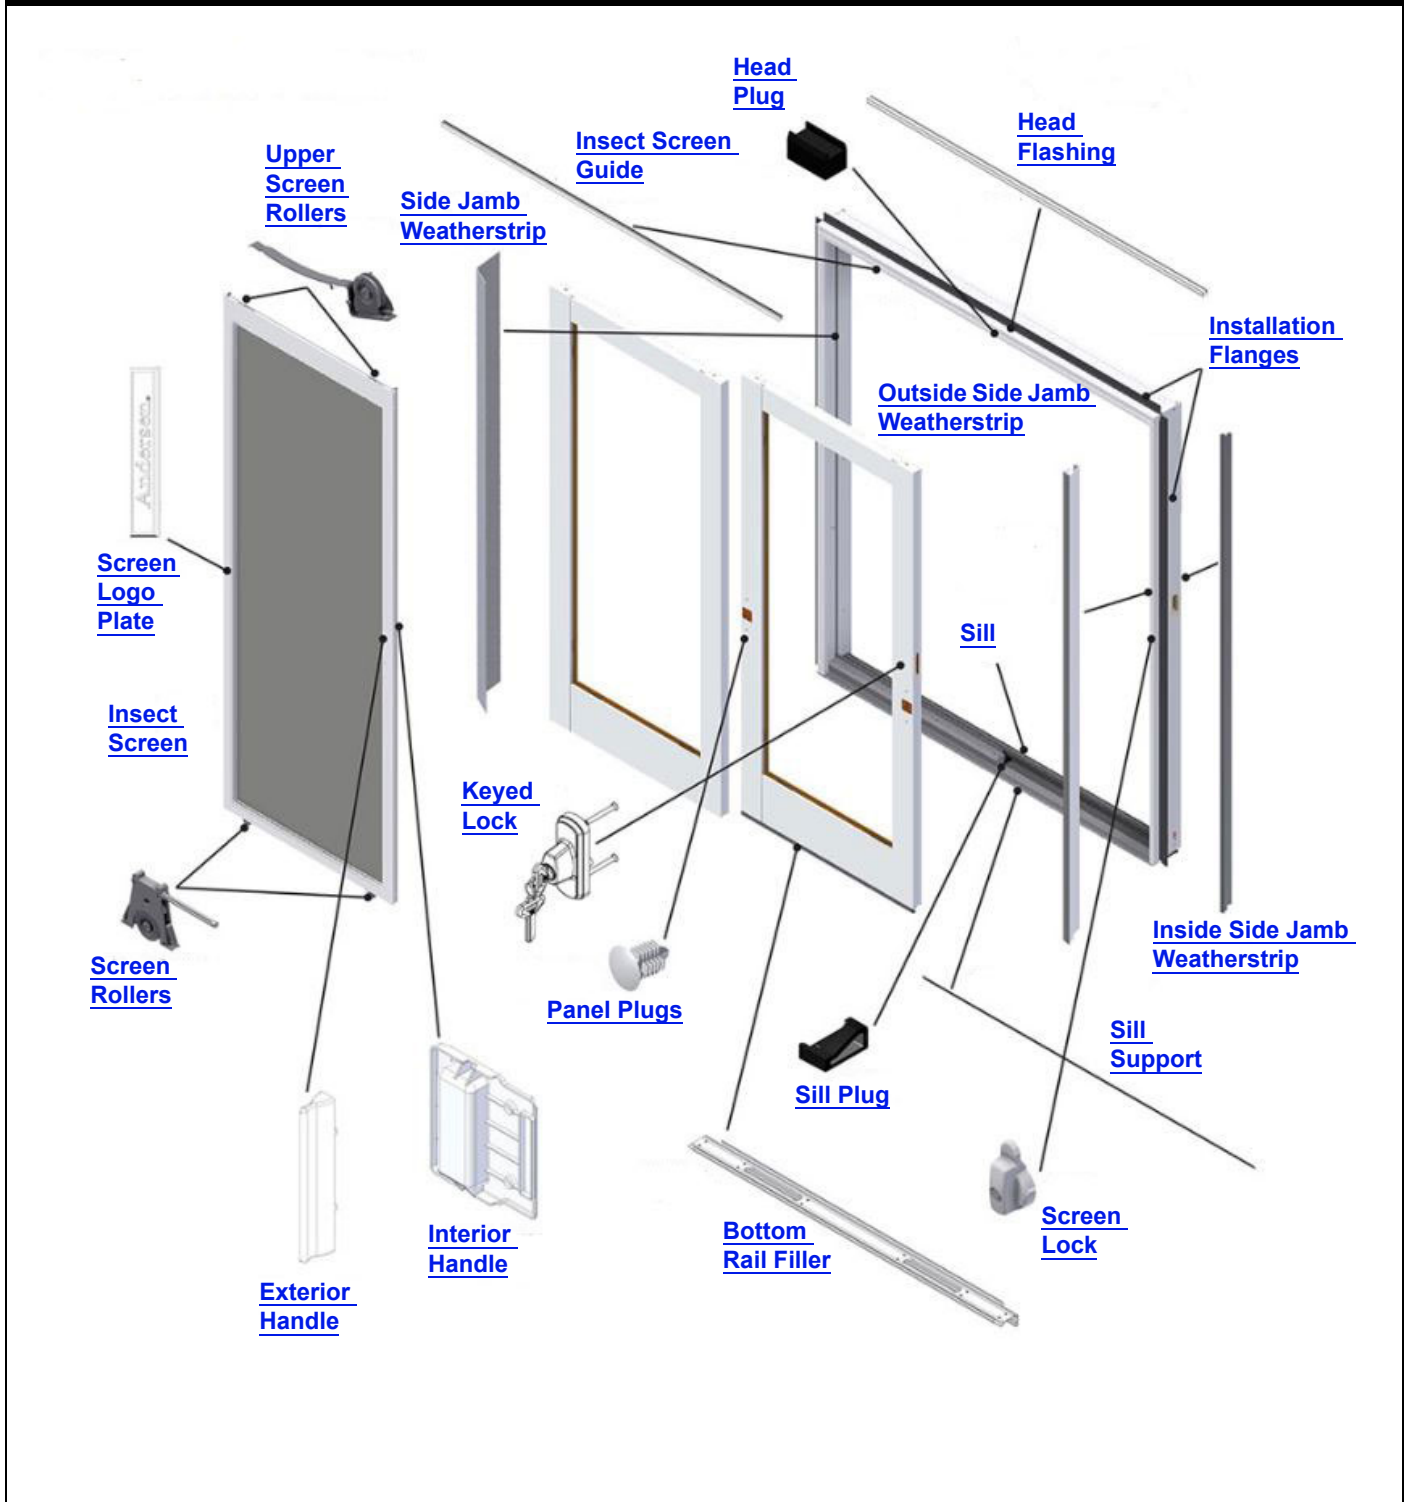 Head
Plug
Head
Flashing
Insect Screen
Guide
Upper
Screen
Rollers
Side Jamb
Weatherstrip
Installation
Flanges
Outside Side Jamb
Weatherstrip
Andersen.
Screen
Logo
Plate
Sill
Insect
Screen
Keyed
Lock
Inside Side Jamb
Weatherstrip
Screen
Rollers
Panel Plugs
Sill
Support
Sill Plug
Screen
Lock
Interior
Handle
Bottom
Rail Filler
Exterior
Handle